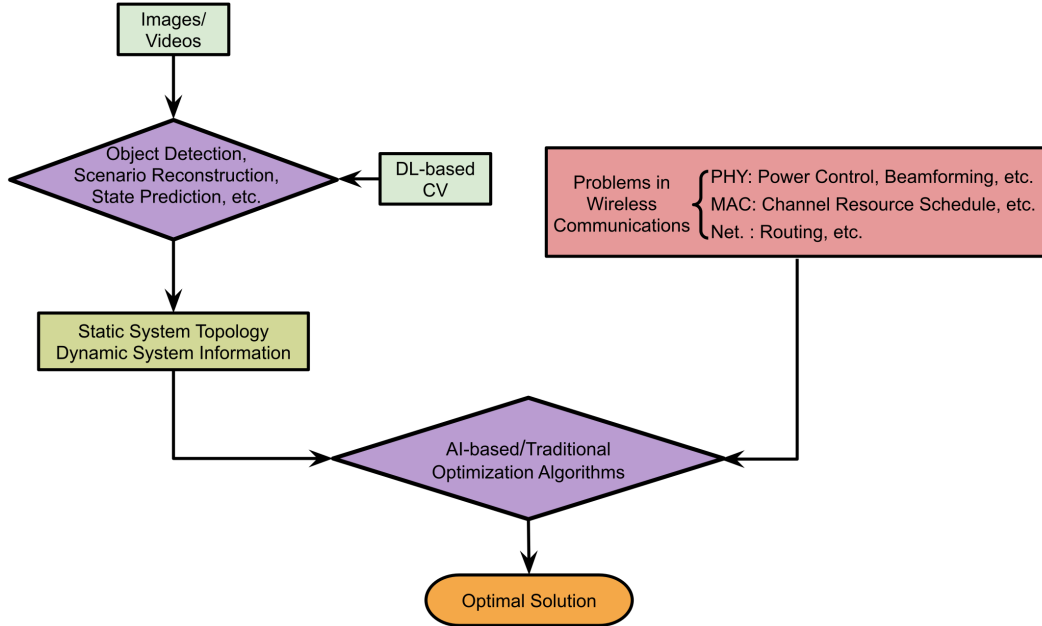 Images/
Videos
Object Detection,
Scenario Reconstruction,
State Prediction, etc.
DL-based
CV
Problems in
Wireless
Communications
PHY: Power Control, Beamforming, etc.
MAC: Channel Resource Schedule, etc.
Net. : Routing, etc.
Static System Topology
Dynamic System Information
AI-based/Traditional
Optimization Algorithms
Optimal Solution